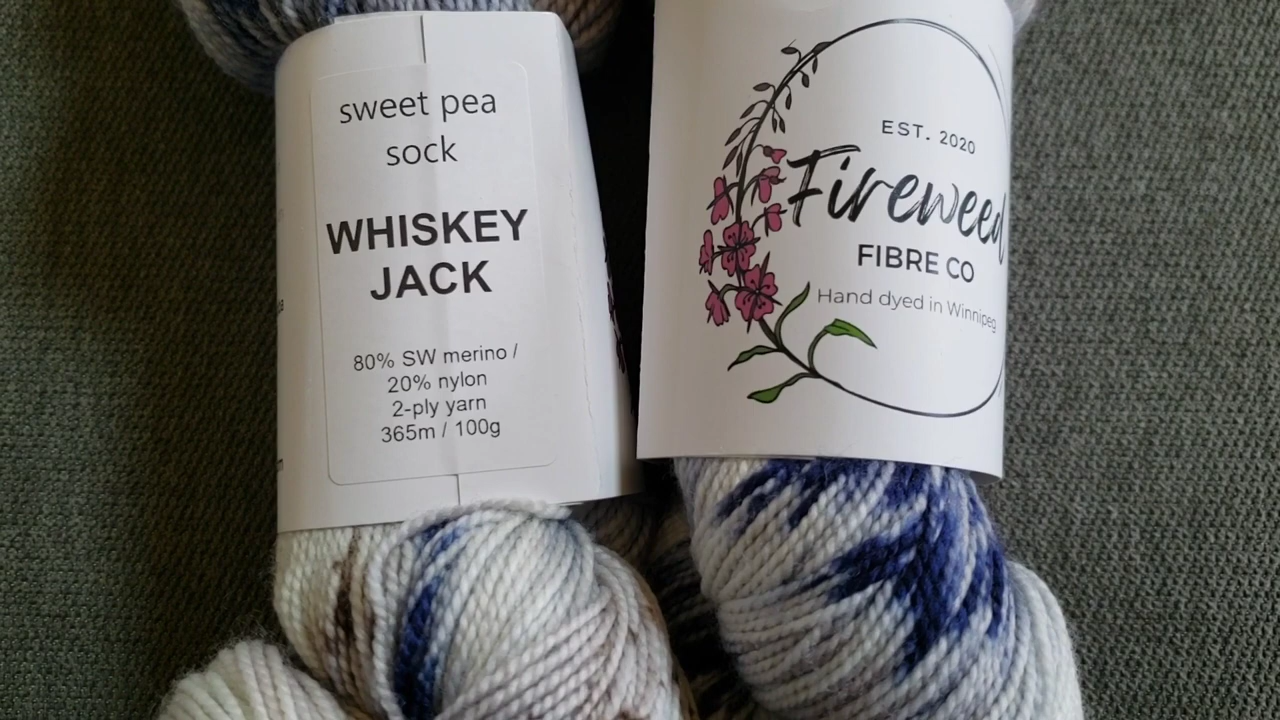 sweet pea
sock
WHISKEY
JACK
80% SW merino /
20% nylon
2-ply yarn
365m / 100g
EST. 2020
Fireweed
FIBRE CO
Hand dyed in Winnipeg